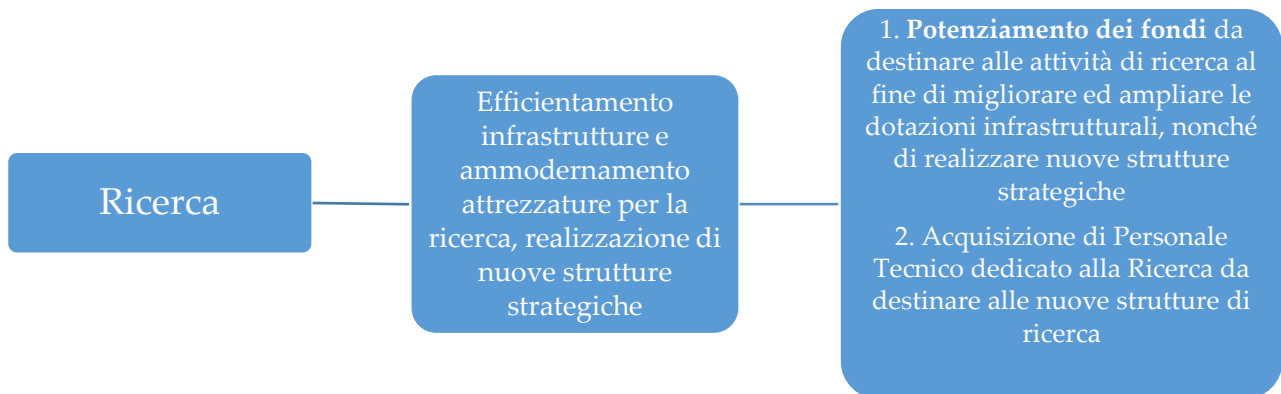 Ricerca
Efficientamento
infrastrutture e
ammodernamento
attrezzature per la
ricerca, realizzazione di
nuove strutture
strategiche
1. Potenziamento dei fondi da
destinare alle attività di ricerca al
fine di migliorare ed ampliare le
dotazioni infrastrutturali, nonché
di realizzare nuove strutture
strategiche
2. Acquisizione di Personale
Tecnico dedicato alla Ricerca da
destinare alle nuove strutture di
ricerca